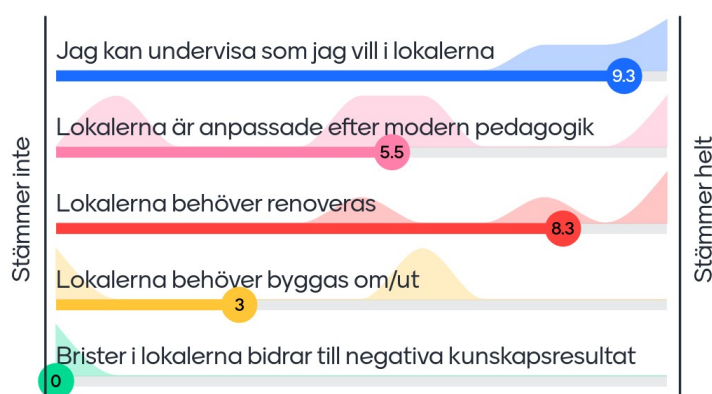 Jag kan undervisa som jag vill i lokalerna
9.3
Lokalerna är anpassade efter modern pedagogik
5.5
Lokalerna behöver renoveras
8.3
Lokalerna behöver byggas om/ut
3
Brister i lokalerna bidrar till negativa kunskapsresultat
0
Stämmer inte
Stämmer helt